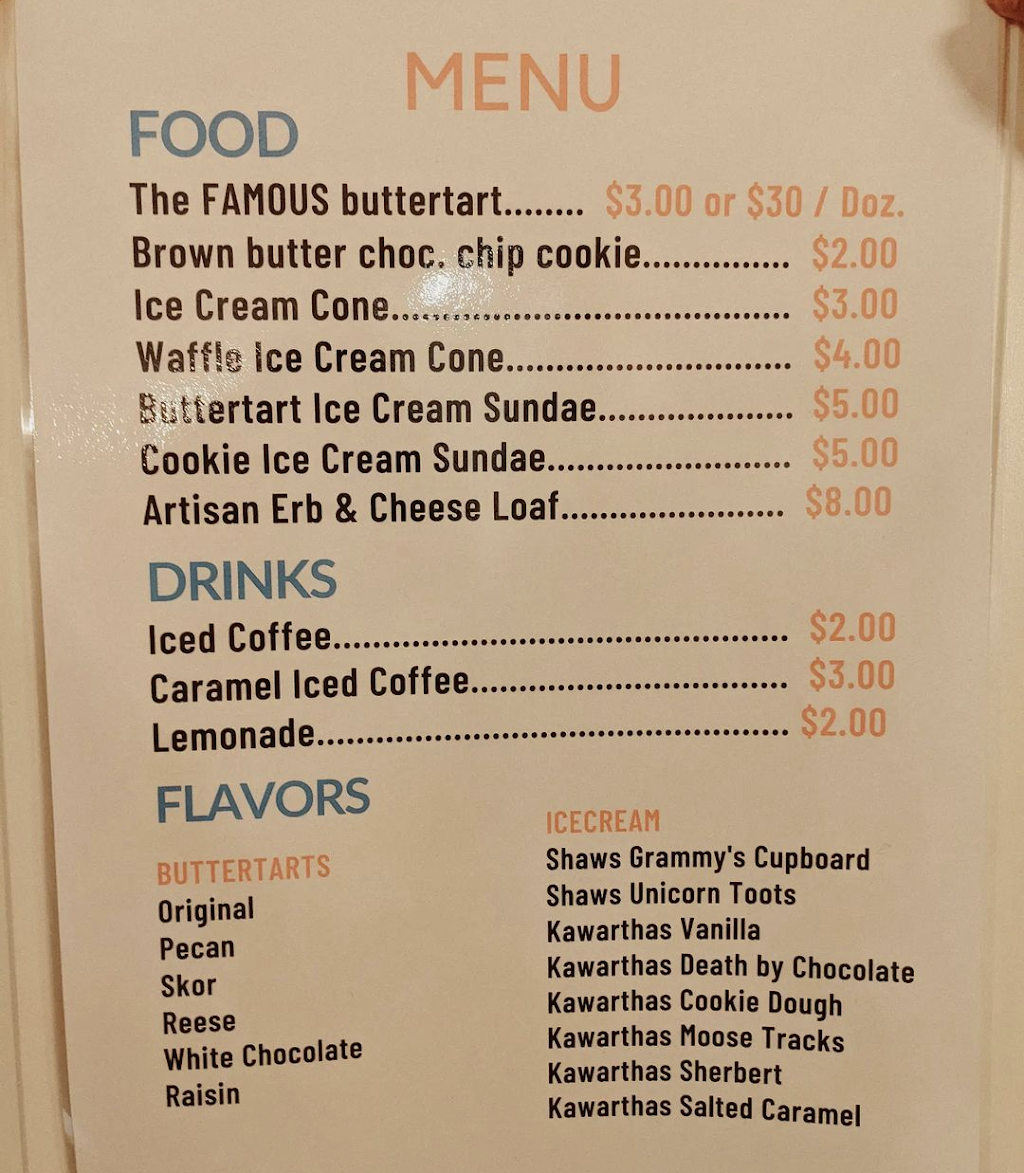 MENU
FOOD
The FAMOUS buttertart........ $3.00 or $30 / Doz.
Brown butter choc. chip cookie............... $2.00
Ice Cream Cone......................................... $3.00
Waffle Ice Cream Cone............................. $4.00
Buttertart Ice Cream Sundae.................... $5.00
Cookie Ice Cream Sundae......................... $5.00
Artisan Erb & Cheese Loaf....................... $8.00
DRINKS
Iced Coffee............................................... $2.00
Caramel Iced Coffee................................ $3.00
Lemonade................................................ $2.00
FLAVORS
BUTTERTARTS
Original
Pecan
Skor
Reese
White Chocolate
Raisin
ICECREAM
Shaws Grammy's Cupboard
Shaws Unicorn Toots
Kawarthas Vanilla
Kawarthas Death by Chocolate
Kawarthas Cookie Dough
Kawarthas Moose Tracks
Kawarthas Sherbert
Kawarthas Salted Caramel